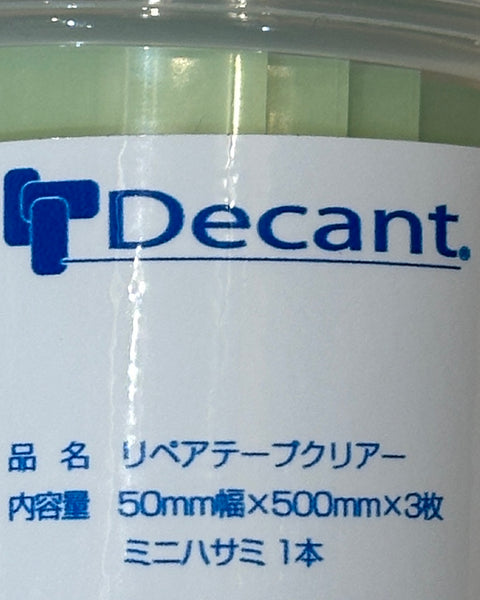 Decant®
品名 リペアテープクリアー
内容量 50mm幅×500mm×3枚
ミニハサミ 1本